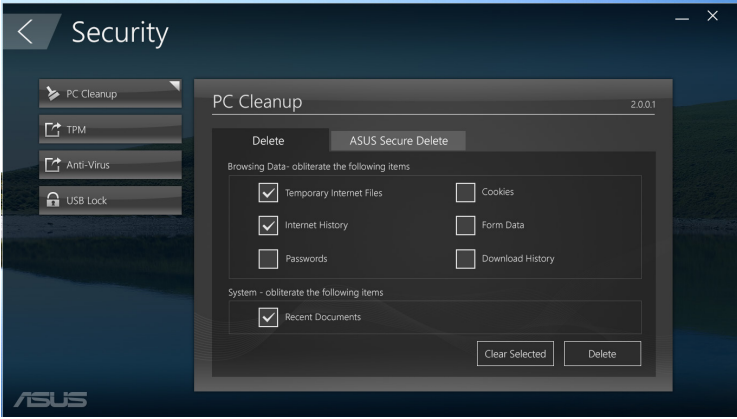 Security
PC Cleanup
TPM
Anti-Virus
USB Lock
PC Cleanup 2.0.0.1
Delete ASUS Secure Delete
Browsing Data- obliterate the following items
Temporary Internet Files Cookies
Internet History Form Data
Passwords Download History
System - obliterate the following items
Recent Documents
Clear Selected Delete
ASUS